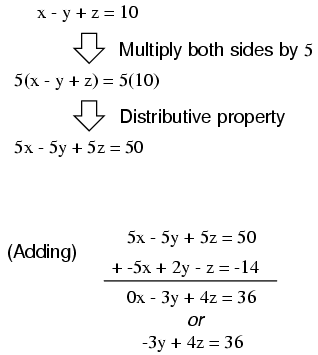 x - y + z = 10
Multiply both sides by 5
5(x - y + z) = 5(10)
Distributive property
5x - 5y + 5z = 50
5x - 5y + 5z = 50
(Adding)
+ -5x + 2y - z = -14
0x - 3y + 4z = 36
or
-3y + 4z = 36